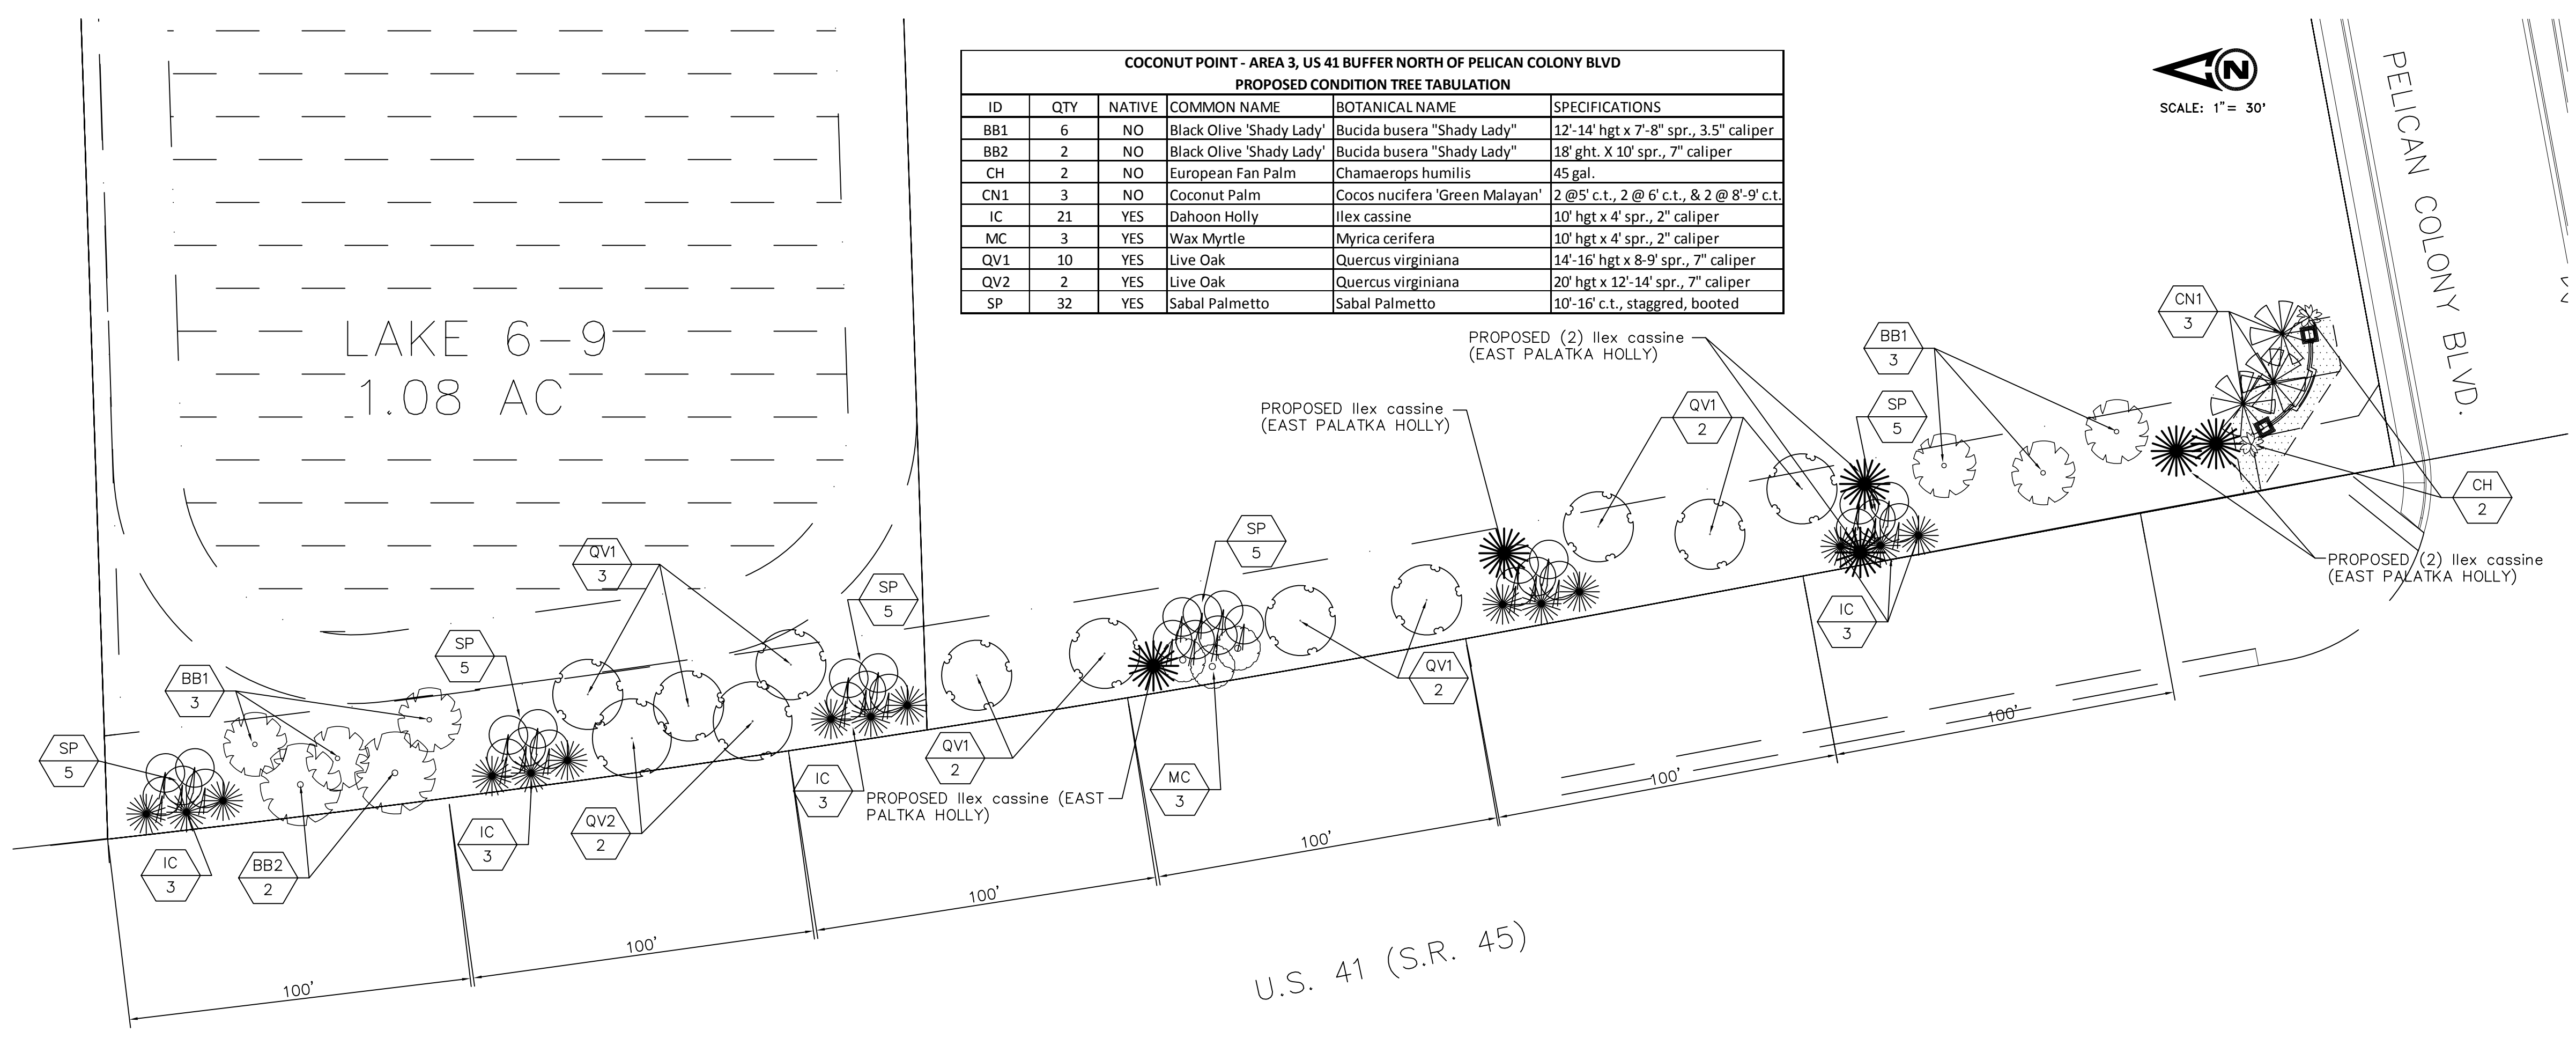 COCONUT POINT - AREA 3, US 41 BUFFER NORTH OF PELICAN COLONY BLVD
PROPOSED CONDITION TREE TABULATION
ID QTY NATIVE COMMON NAME BOTANICAL NAME SPECIFICATIONS
BB1 6 NO Black Olive 'Shady Lady' Bucida busera "Shady Lady" 12'-14' hgt x 7'-8" spr., 3.5" caliper
BB2 2 NO Black Olive 'Shady Lady' Bucida busera "Shady Lady" 18' ght. X 10' spr., 7" caliper
CH 2 NO European Fan Palm Chamaerops humilis 45 gal.
CN1 3 NO Coconut Palm Cocos nucifera 'Green Malayan' 2 @5' c.t., 2 @ 6' c.t., & 2 @ 8'-9' c.t.
IC 21 YES Dahoon Holly Ilex cassine 10' hgt x 4' spr., 2" caliper
MC 3 YES Wax Myrtle Myrica cerifera 10' hgt x 4' spr., 2" caliper
QV1 10 YES Live Oak Quercus virginiana 14'-16' hgt x 8-9' spr., 7" caliper
QV2 2 YES Live Oak Quercus virginiana 20' hgt x 12'-14' spr., 7" caliper
SP 32 YES Sabal Palmetto Sabal Palmetto 10'-16' c.t., staggred, booted
N
SCALE: 1"= 30'
PELICAN COLONY BLVD.
LAKE 6-9
1.08 AC
CN1
3
PROPOSED (2) Ilex cassine
(EAST PALATKA HOLLY)
BB1
3
PROPOSED Ilex cassine
(EAST PALATKA HOLLY)
QV1
2
SP
5
CH
2
SP
5
QV1
3
PROPOSED (2) Ilex cassine
(EAST PALATKA HOLLY)
SP
5
IC
3
SP
5
QV1
2
BB1
3
SP
5
QV1
2
IC
3
PROPOSED Ilex cassine (EAST
PALTKA HOLLY)
MC
3
QV2
2
IC
3
IC
3
BB2
2
100'
100'
100'
100'
100'
100'
U.S. 41 (S.R. 45)